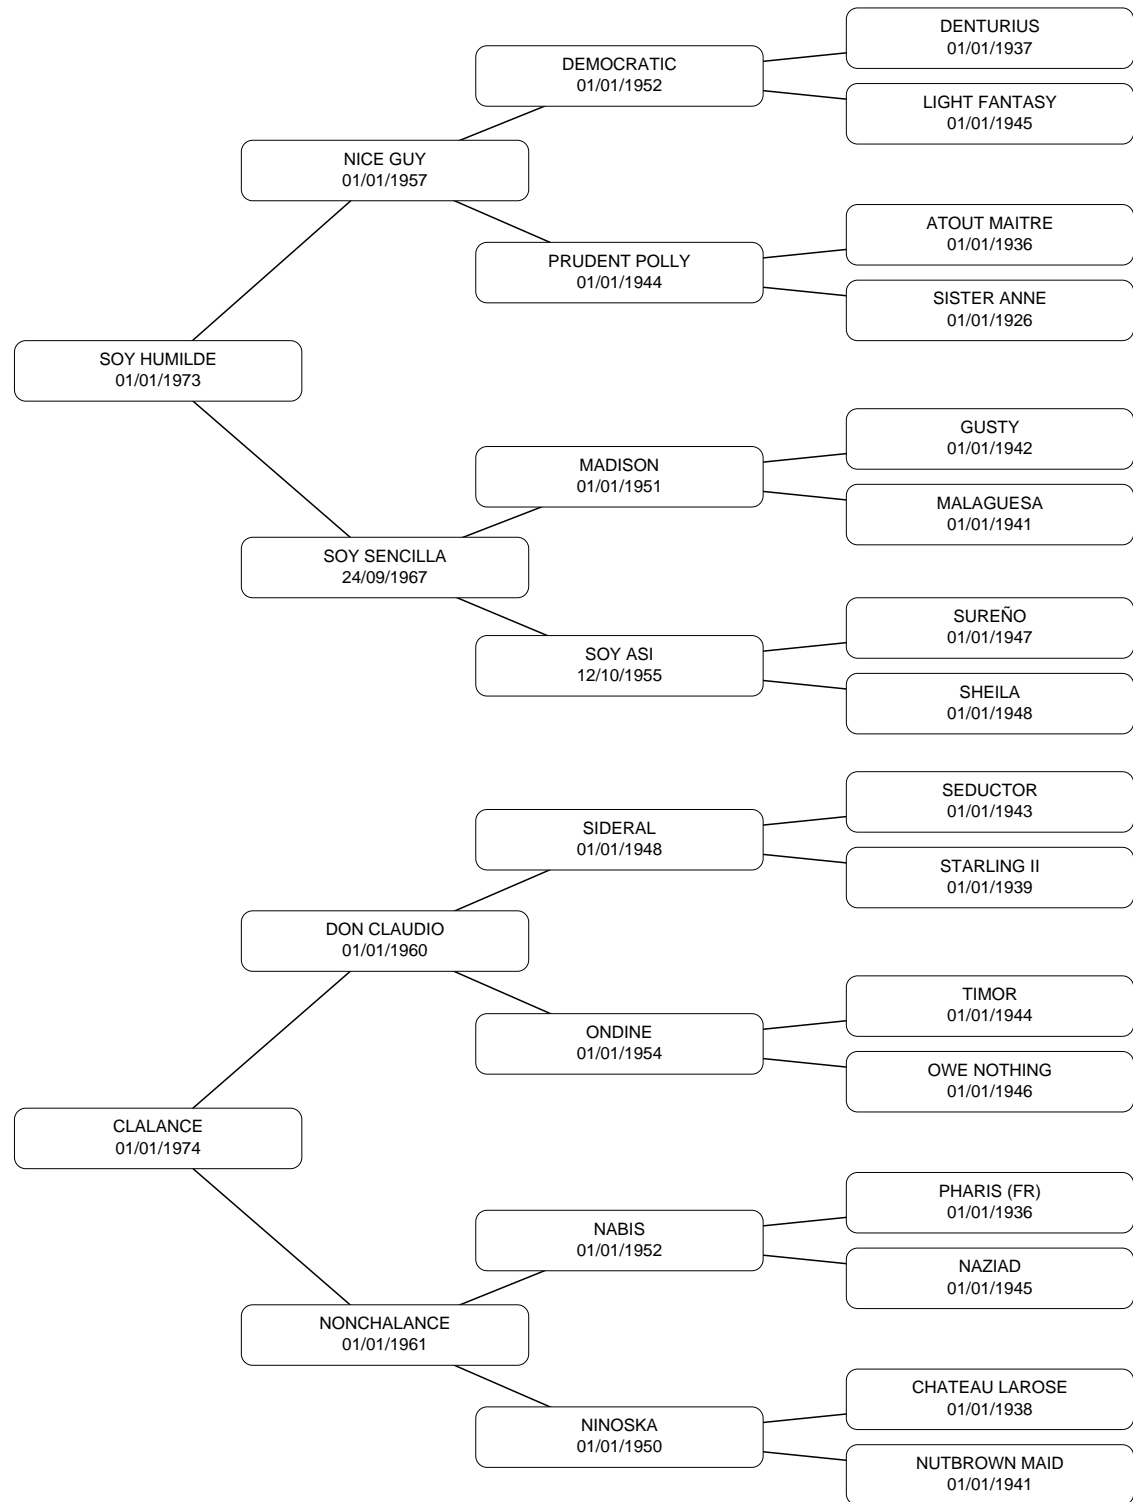 DENTURIUS
01/01/1937
DEMOCRATIC
01/01/1952
LIGHT FANTASY
01/01/1945
NICE GUY
01/01/1957
ATOUT MAITRE
01/01/1936
PRUDENT POLLY
01/01/1944
SISTER ANNE
01/01/1926
SOY HUMILDE
01/01/1973
GUSTY
01/01/1942
MADISON
01/01/1951
MALAGUESA
01/01/1941
SOY SENCILLA
24/09/1967
SUREÑO
01/01/1947
SOY ASI
12/10/1955
SHEILA
01/01/1948
SEDUCTOR
01/01/1943
SIDERAL
01/01/1948
STARLING II
01/01/1939
DON CLAUDIO
01/01/1960
TIMOR
01/01/1944
ONDINE
01/01/1954
OWE NOTHING
01/01/1946
CLALANCE
01/01/1974
PHARIS (FR)
01/01/1936
NABIS
01/01/1952
NAZIAD
01/01/1945
NONCHALANCE
01/01/1961
CHATEAU LAROSE
01/01/1938
NINOSKA
01/01/1950
NUTBROWN MAID
01/01/1941